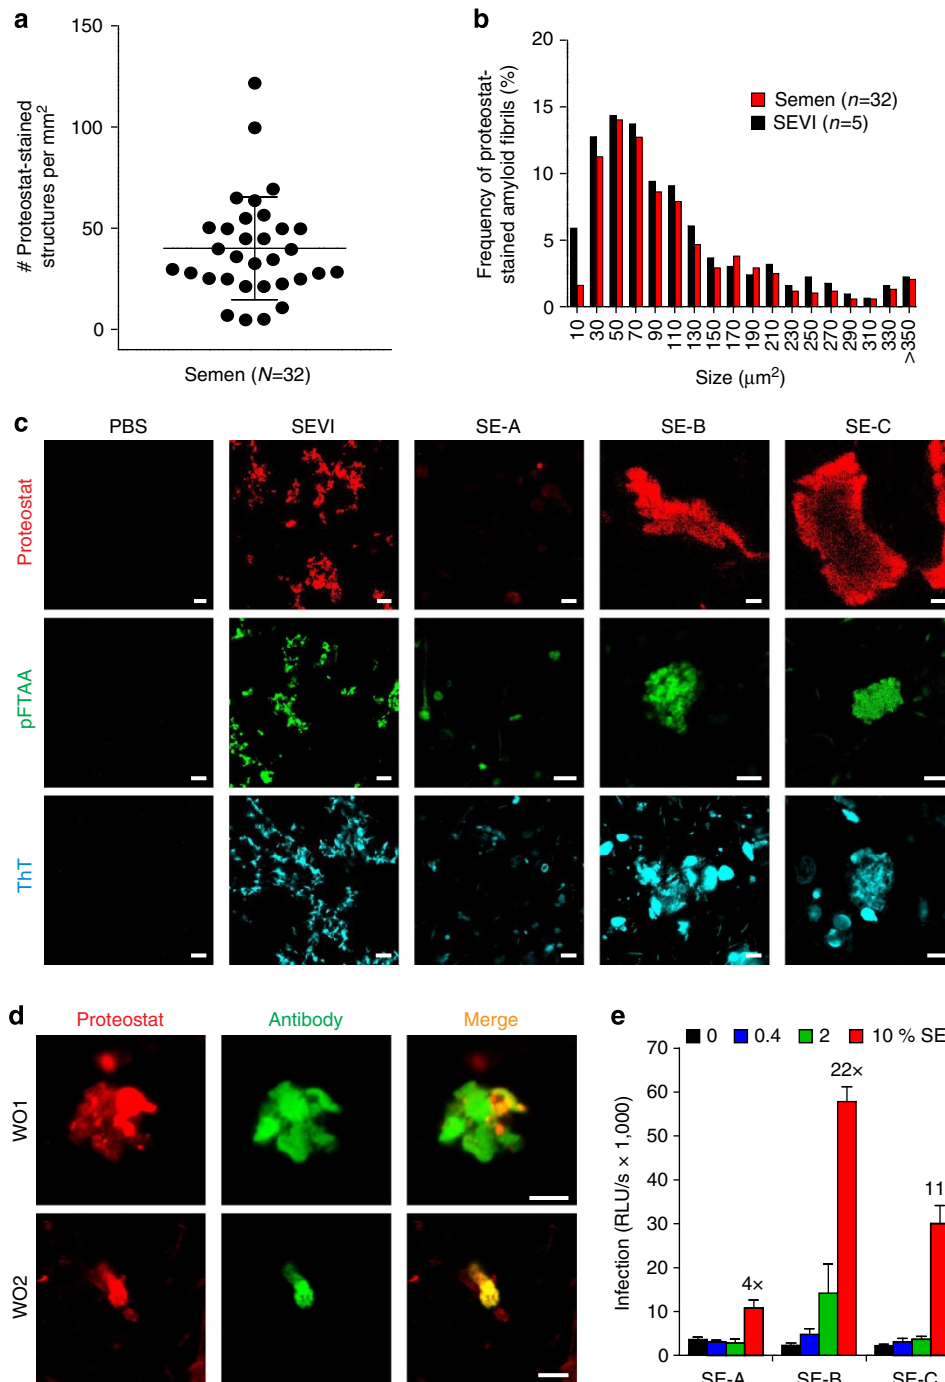 a
150
100
50
0
# Proteostat-stained
structures per mm2
Semen (N=32)
b
20
15
10
5
0
Frequency of proteostat-
stained amyloid fibrils (%)
Semen (n=32)
SEVI (n=5)
10
30
50
70
90
110
130
150
170
190
210
230
250
270
290
310
330
>350
Size (μm2)
c
PBS
SEVI
SE-A
SE-B
SE-C
Proteostat
pFTAA
ThT
d
Proteostat
Antibody
Merge
WO1
WO2
e
0
0.4
2
10 % SE
70
60
50
40
30
20
10
0
Infection (RLU/s × 1,000)
4×
22×
11
SE-A
SE-B
SE-C